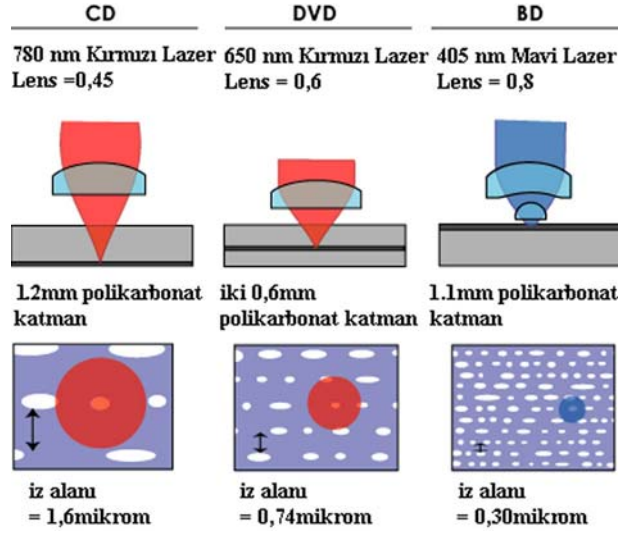 CD
780 nm Kırmızı Lazer
Lens =0,45
1.2mm polikarbonat
katman
iz alanı
= 1,6mikrom
DVD
650 nm Kırmızı Lazer
Lens = 0,6
iki 0,6mm
polikarbonat katman
iz alanı
= 0,74mikrom
BD
405 nm Mavi Lazer
Lens = 0,8
1.1mm polikarbonat
katman
iz alanı
= 0,30mikrom